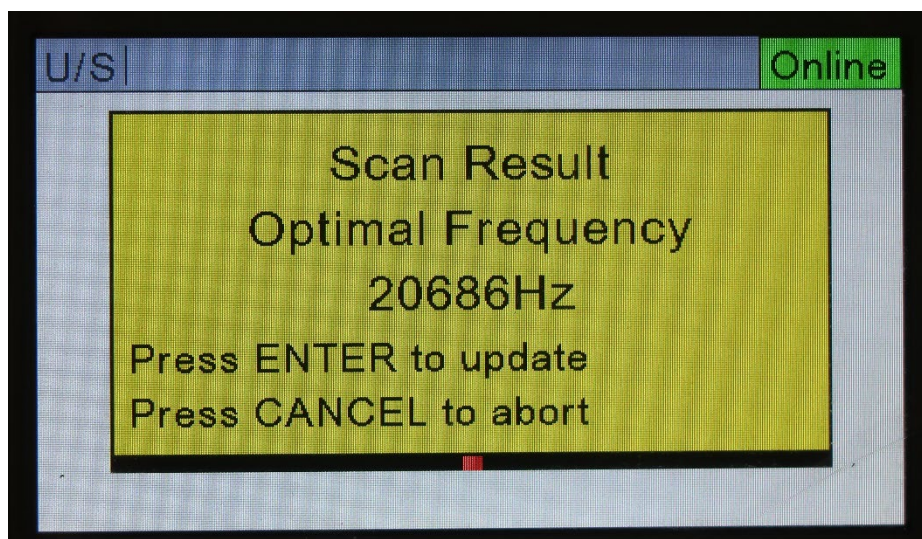 U/S
Online
Scan Result
Optimal Frequency
20686Hz
Press ENTER to update
Press CANCEL to abort